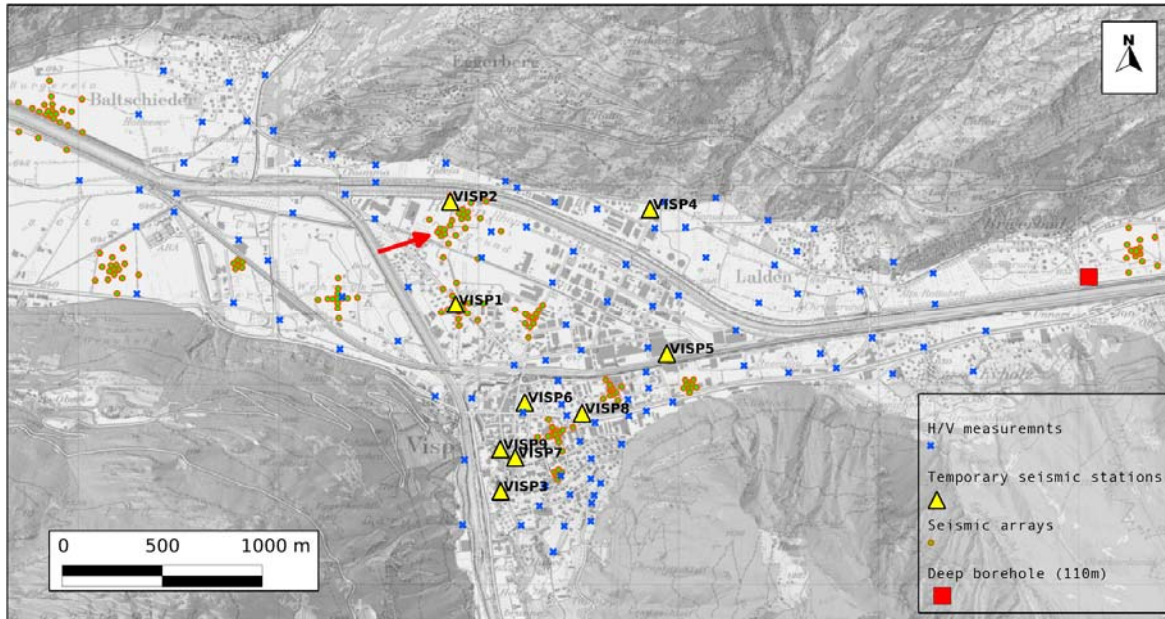 N
Eggerberg
Baltschieder
VISP2
VISP4
Lalden
VISP1
VISP5
VISP6
VISP8
Visp
VISP9
VISP7
VISP3
H/V measuremnts
Temporary seismic stations
Seismic arrays
Deep borehole (110m)
0 500 1000 m